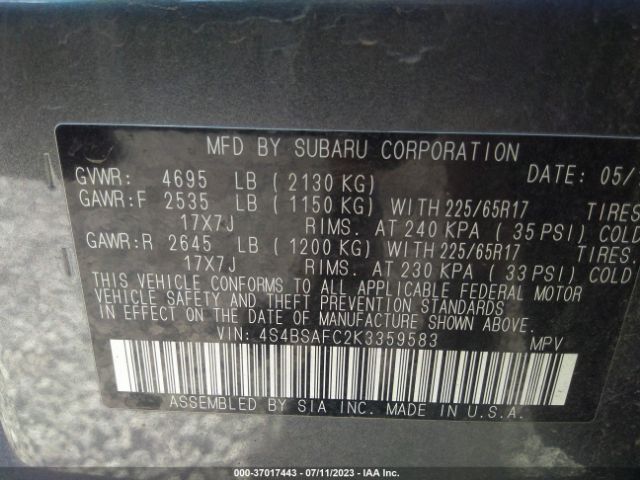 MFD BY SUBARU CORPORATION
DATE: 05/
GVWR: 4695 LB ( 2130 KG)
GAWR:F 2535 LB ( 1150 KG) WITH 225/65R17 TIRES
17X7J RIMS. AT 240 KPA ( 35 PSI) COLD
GAWR:R 2645 LB ( 1200 KG) WITH 225/65R17 TIRES.
17X7J RIMS. AT 230 KPA ( 33 PSI) COLD
THIS VEHICLE CONFORMS TO ALL APPLICABLE FEDERAL MOTOR
VEHICLE SAFETY AND THEFT PREVENTION STANDARDS
IN EFFECT ON THE DATE OF MANUFACTURE SHOWN ABOVE.
VIN: 4S4BSAFC2K3359583 MPV
ASSEMBLED BY SIA INC. MADE IN U.S.A.
000-37017443 - 07/11/2023 - IAA Inc.